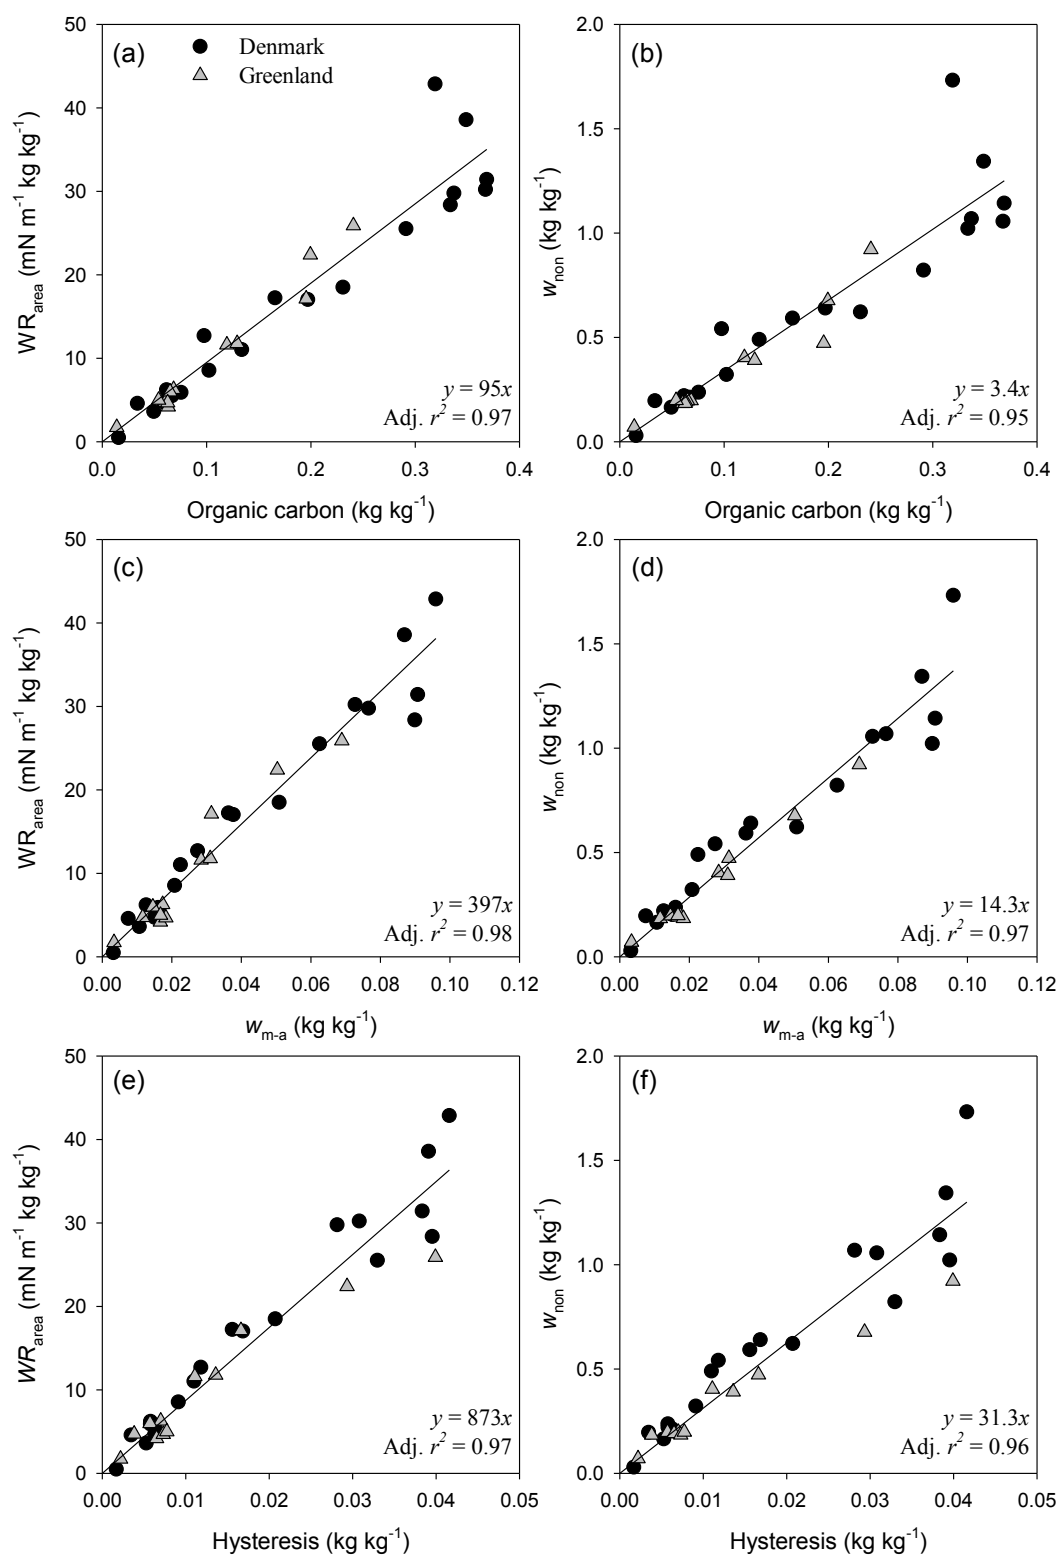 (a)
Denmark
Greenland
50
40
30
20
10
0
WR_area (mN m⁻¹ kg kg⁻¹)
y = 95x
Adj. r² = 0.97
0.0 0.1 0.2 0.3 0.4
Organic carbon (kg kg⁻¹)
(b)
2.0
1.5
1.0
0.5
0.0
w_non (kg kg⁻¹)
y = 3.4x
Adj. r² = 0.95
0.0 0.1 0.2 0.3 0.4
Organic carbon (kg kg⁻¹)
(c)
50
40
30
20
10
0
WR_area (mN m⁻¹ kg kg⁻¹)
y = 397x
Adj. r² = 0.98
0.00 0.02 0.04 0.06 0.08 0.10 0.12
w_m-a (kg kg⁻¹)
(d)
2.0
1.5
1.0
0.5
0.0
w_non (kg kg⁻¹)
y = 14.3x
Adj. r² = 0.97
0.00 0.02 0.04 0.06 0.08 0.10 0.12
w_m-a (kg kg⁻¹)
(e)
50
40
30
20
10
0
WR_area (mN m⁻¹ kg kg⁻¹)
y = 873x
Adj. r² = 0.97
0.00 0.01 0.02 0.03 0.04 0.05
Hysteresis (kg kg⁻¹)
(f)
2.0
1.5
1.0
0.5
0.0
w_non (kg kg⁻¹)
y = 31.3x
Adj. r² = 0.96
0.00 0.01 0.02 0.03 0.04 0.05
Hysteresis (kg kg⁻¹)